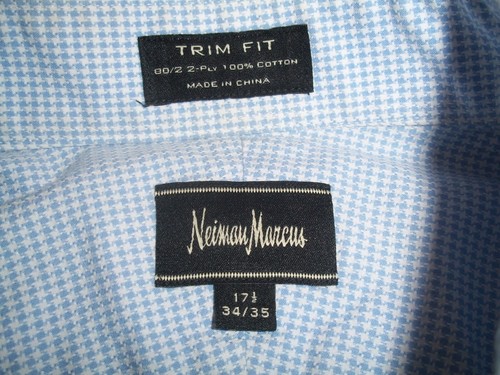 TRIM FIT
80/2 2-PLY 100% COTTON
MADE IN CHINA
Neiman Marcus
17½
34/35